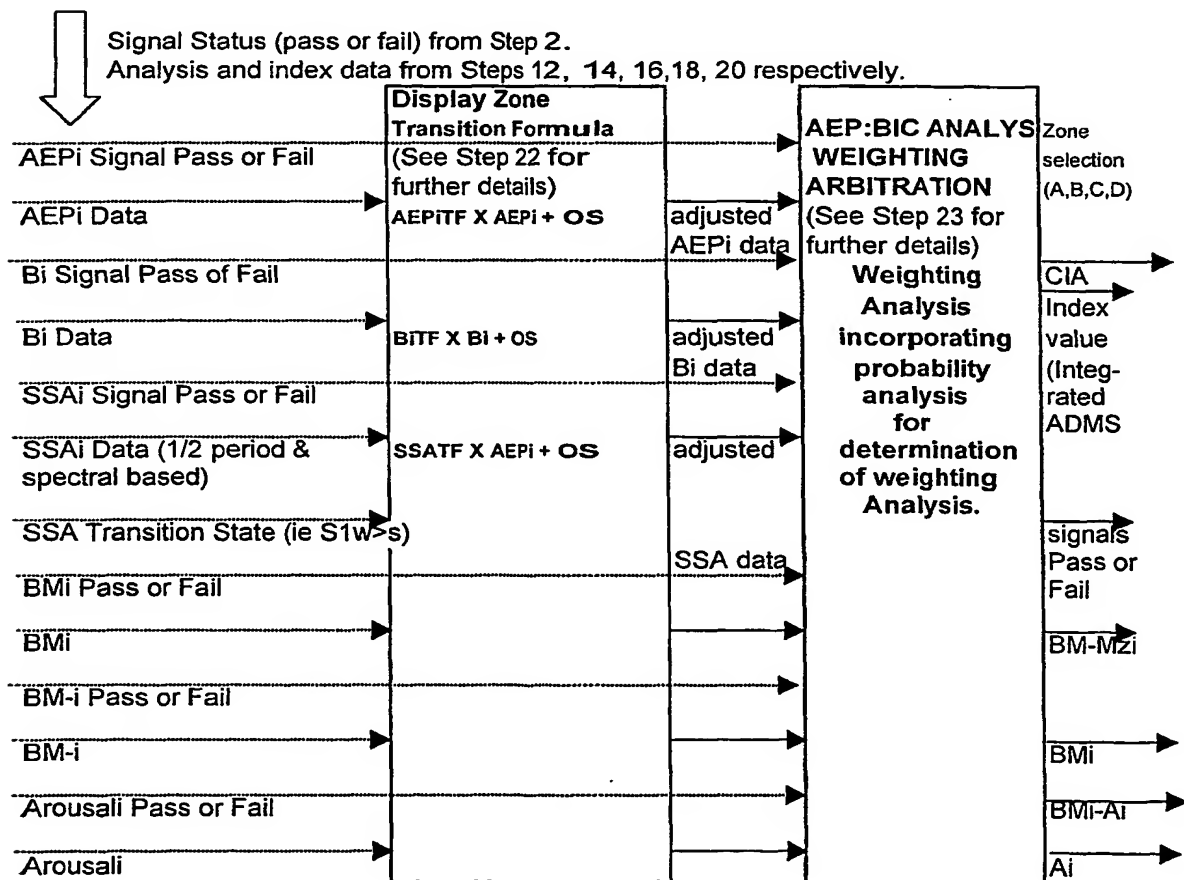 Signal Status (pass or fail) from Step 2.
Analysis and index data from Steps 12, 14, 16,18, 20 respectively.
Display Zone
Transition Formula
(See Step 22 for
further details)
AEPiTF X AEPi + OS
BiTF X Bi + OS
SSATF X AEPi + OS
AEPi Signal Pass or Fail
AEPi Data
Bi Signal Pass of Fail
Bi Data
SSAi Signal Pass or Fail
SSAi Data (1/2 period &
spectral based)
SSA Transition State (ie S1w>s)
BMi Pass or Fail
BMi
BM-i Pass or Fail
BM-i
Arousali Pass or Fail
Arousali
adjusted
AEPi data
adjusted
Bi data
adjusted
SSA data
AEP:BIC ANALYS
WEIGHTING
ARBITRATION
(See Step 23 for
further details)
Weighting
Analysis
incorporating
probability
analysis
for
determination
of weighting
Analysis.
Zone
selection
(A,B,C,D)
CIA
Index
value
(Integ-
rated
ADMS
signals
Pass or
Fail
BM-Mzi
BMi
BMi-Ai
Ai